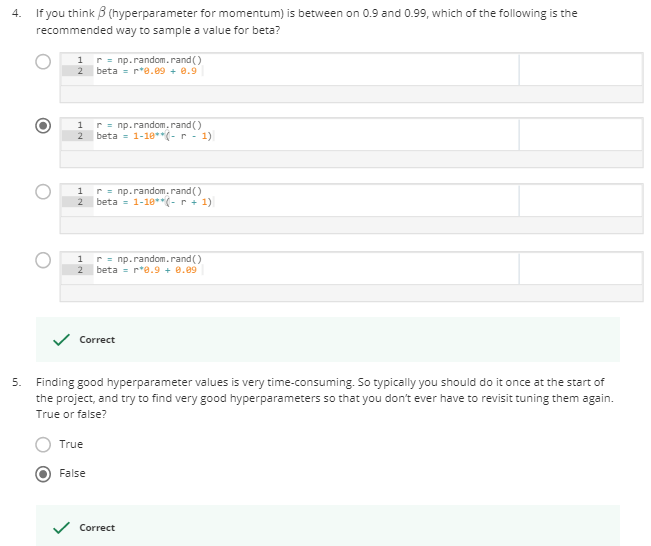 4. If you think β (hyperparameter for momentum) is between on 0.9 and 0.99, which of the following is the
recommended way to sample a value for beta?
1 r = np.random.rand()
2 beta = r*0.09 + 0.9
1 r = np.random.rand()
2 beta = 1-10**(- r - 1)
1 r = np.random.rand()
2 beta = 1-10**(- r + 1)
1 r = np.random.rand()
2 beta = r*0.9 + 0.09
Correct
5. Finding good hyperparameter values is very time-consuming. So typically you should do it once at the start of
the project, and try to find very good hyperparameters so that you don't ever have to revisit tuning them again.
True or false?
True
False
Correct